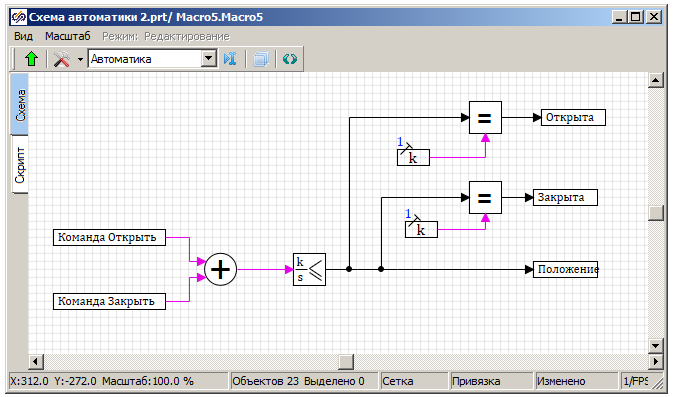 Схема автоматики 2.prt/ Macro5.Macro5
Вид Масштаб Режим: Редактирование
Автоматика
Схема
Скрипт
=
Открыта
1
k
=
Закрыта
1
k
Команда Открыть
+
k
s
Положение
Команда Закрыть
X:312.0 Y:-272.0 Масштаб:100.0 % Объектов 23 Выделено 0 Сетка Привязка Изменено 1/FPS